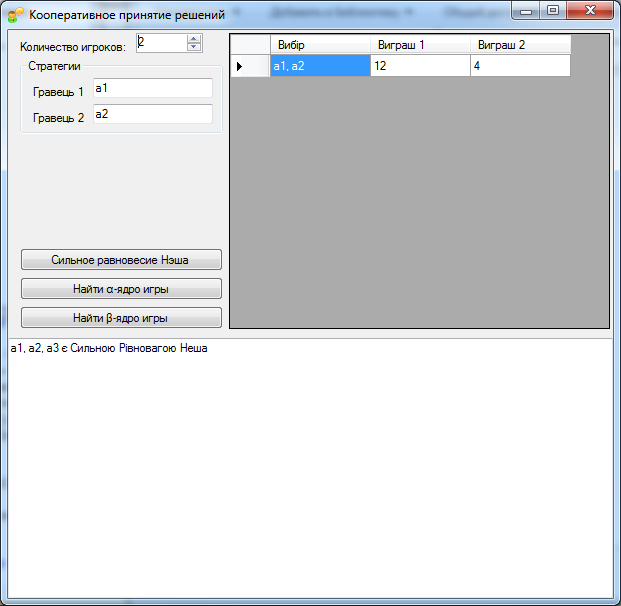 Кооперативное принятие решений
Количество игроков: 2
Стратегии
Гравець 1 a1
Гравець 2 a2
Вибір Виграш 1 Виграш 2
a1, a2 12 4
Сильное равновесие Нэша
Найти α-ядро игры
Найти β-ядро игры
a1, a2, a3 є Сильною Рівновагою Неша